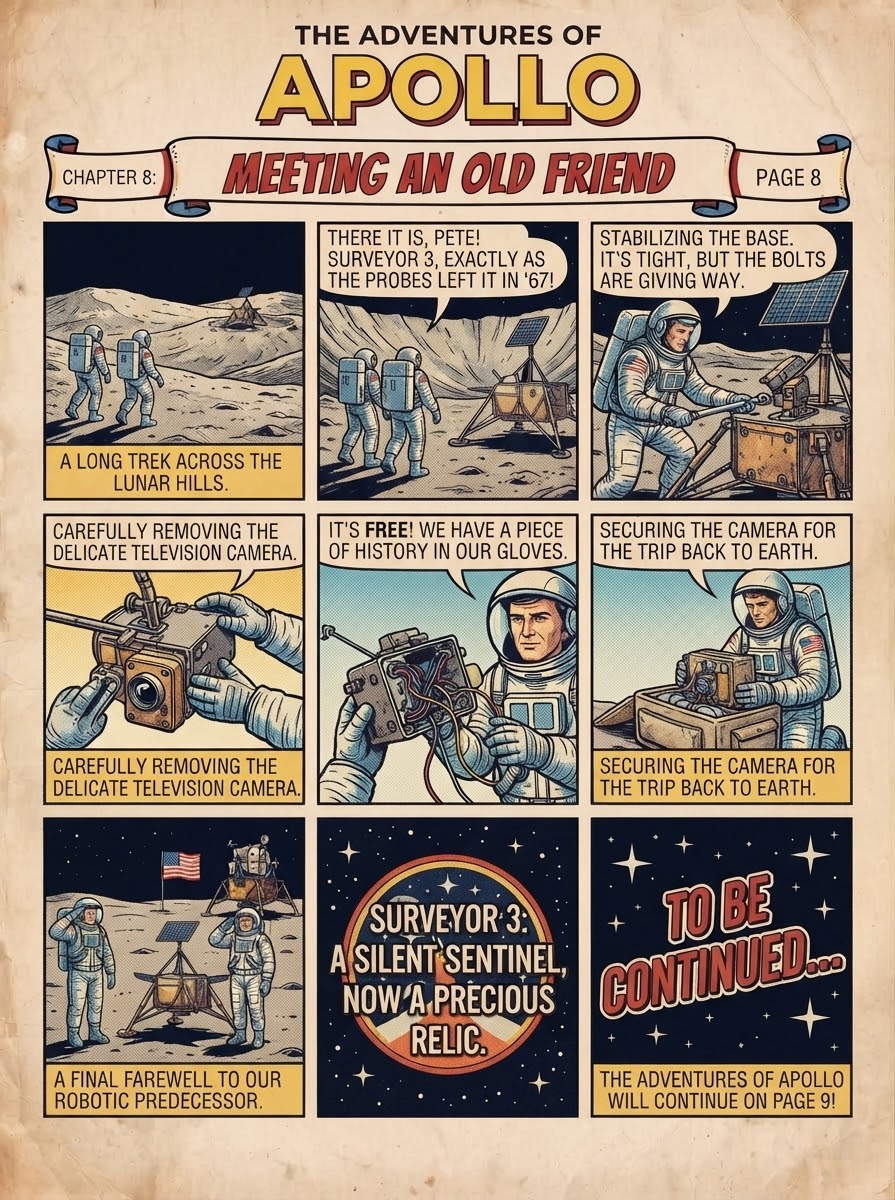 THE ADVENTURES OF
APOLLO
CHAPTER 8:
MEETING AN OLD FRIEND
PAGE 8
A LONG TREK ACROSS THE
LUNAR HILLS.
THERE IT IS, PETE!
SURVEYOR 3, EXACTLY AS
THE PROBES LEFT IT IN '67!
STABILIZING THE BASE.
IT'S TIGHT, BUT THE BOLTS
ARE GIVING WAY.
CAREFULLY REMOVING THE
DELICATE TELEVISION CAMERA.
CAREFULLY REMOVING THE
DELICATE TELEVISION CAMERA.
IT'S FREE! WE HAVE A PIECE
OF HISTORY IN OUR GLOVES.
SECURING THE CAMERA FOR
THE TRIP BACK TO EARTH.
SECURING THE CAMERA FOR
THE TRIP BACK TO EARTH.
A FINAL FAREWELL TO OUR
ROBOTIC PREDECESSOR.
SURVEYOR 3:
A SILENT SENTINEL,
NOW A PRECIOUS
RELIC.
TO BE
CONTINUED...
THE ADVENTURES OF APOLLO
WILL CONTINUE ON PAGE 9!